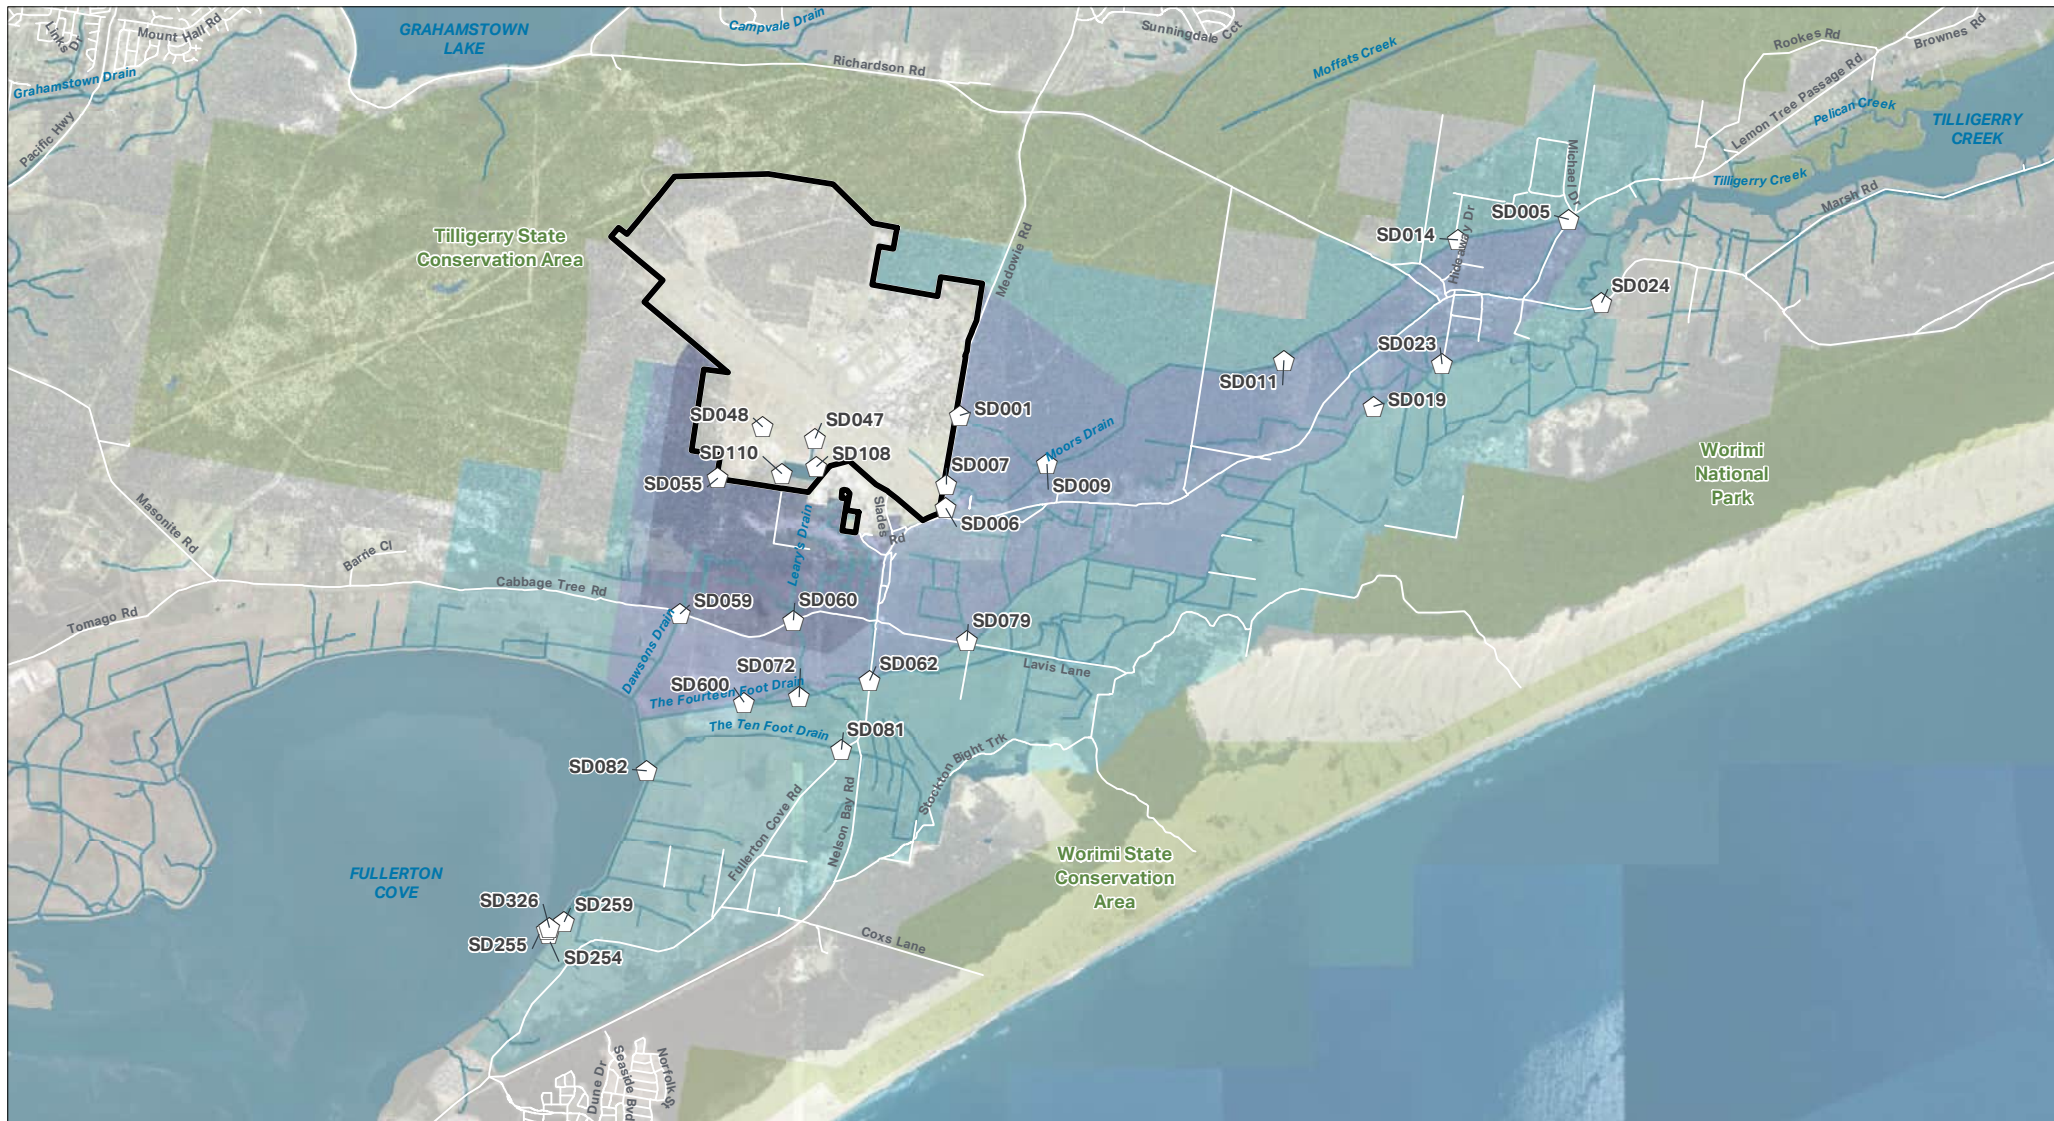 Links Dr
Mount Hall Rd
GRAHAMSTOWN
LAKE
Campvale Drain
Sunningdale Cct
Richardson Rd
Moffats Creek
Rookes Rd
Brownes Rd
Grahamstown Drain
Pacific Hwy
Lemon Tree Passage Rd
Pelican Creek
TILLIGERRY
CREEK
Michael Dr
Tilligerry Creek
Marsh Rd
Tilligerry State
Conservation Area
Medowie Rd
SD005
SD014
Hideaway Dr
SD024
SD023
SD011
SD019
SD048
SD047
SD001
Moors Drain
SD110
SD108
SD007
SD055
SD009
SD006
Worimi
National
Park
Masonite Rd
Slades Rd
Leary's Drain
Barrie Cl
Cabbage Tree Rd
SD059
SD060
Tomago Rd
Dawsons Drain
SD079
SD072
SD062
Lavis Lane
SD600
The Fourteen Foot Drain
The Ten Foot Drain
SD081
SD082
Stockton Bight Trk
Fullerton Cove Rd
Nelson Bay Rd
Worimi State
Conservation
Area
FULLERTON
COVE
SD326
SD259
SD255
SD254
Coxs Lane
Dune Dr
Seaside Bvd
Norfolk St